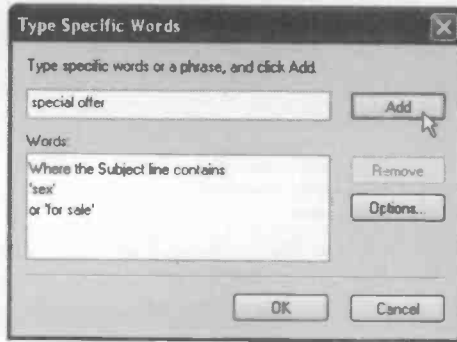 Type Specific Words
Type specific words or a phrase, and click Add.
special offer
Add
Words:
Where the Subject line contains
'sex'
or 'for sale'
Remove
Options...
OK
Cancel